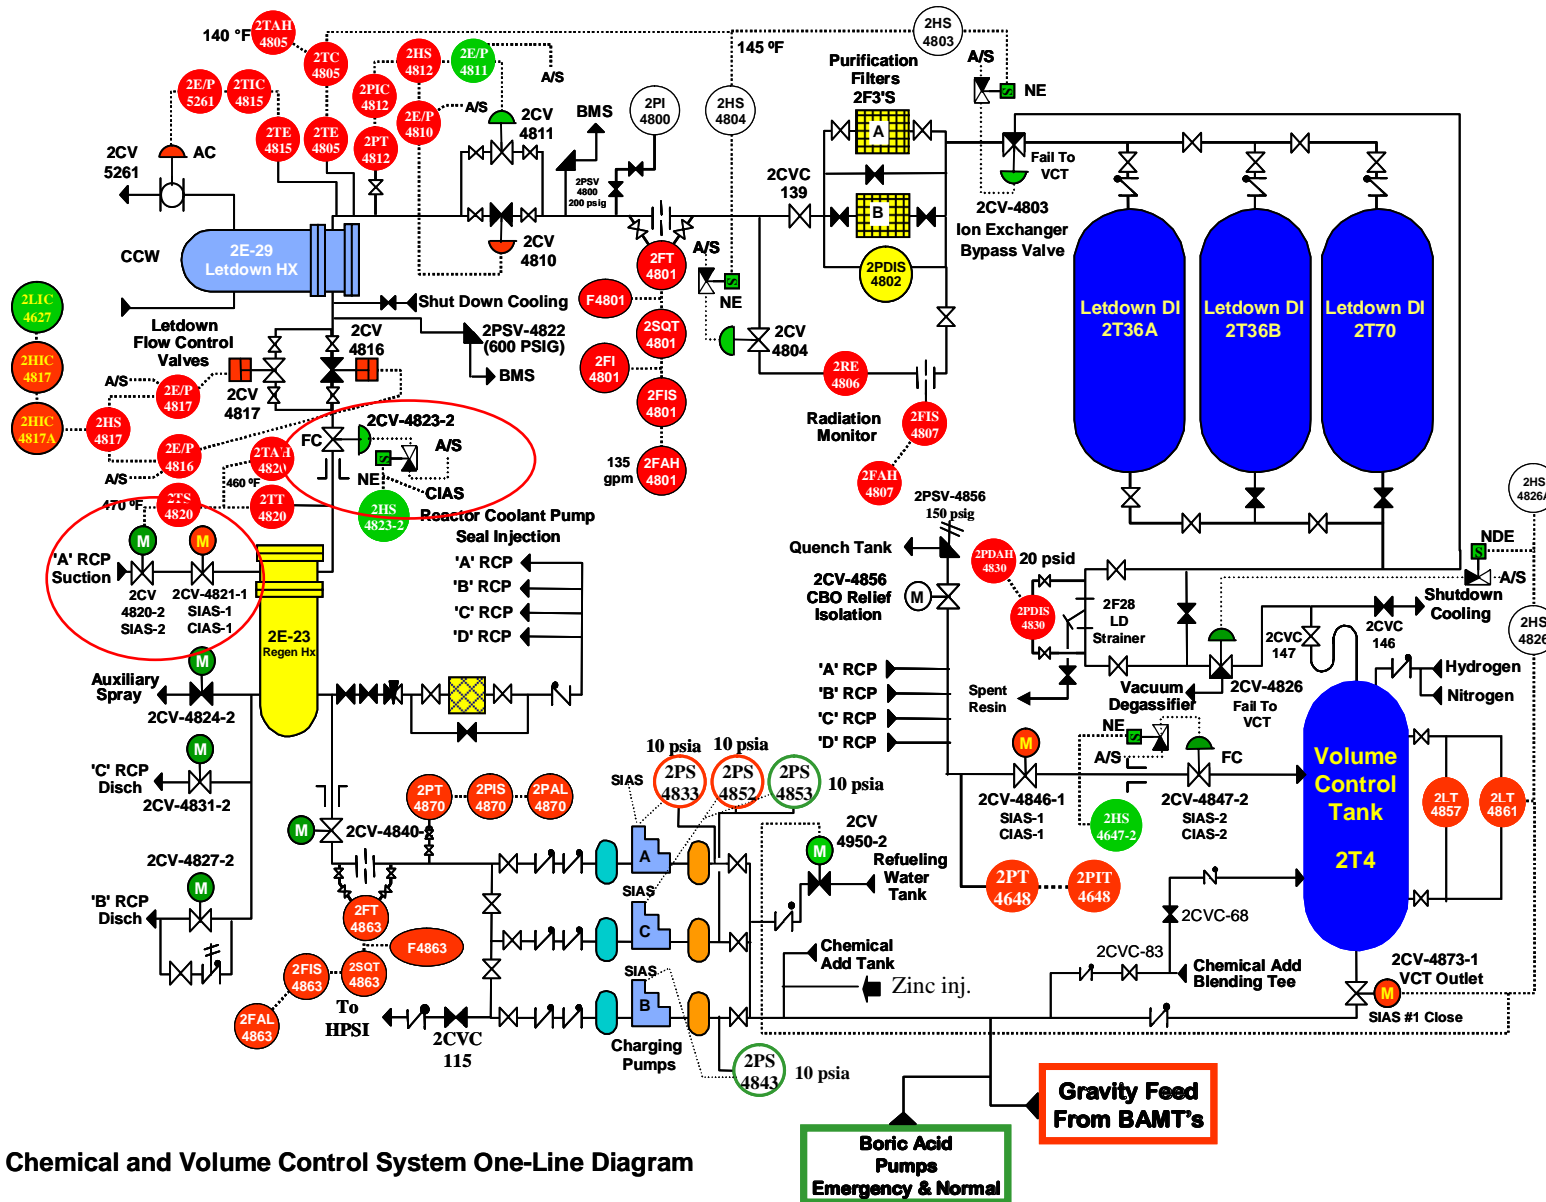 2TAH
4805
140 °F
2TC
4805
2HS
4812
2E/P
4811
A/S
145 ºF
2HS
4803
A/S
NE
2E/P
5261
2TIC
4815
2PIC
4812
2E/P
4810
A/S
2TE
4815
2TE
4805
2PT
4812
2CV
4811
BMS
2PI
4800
2HS
4804
Purification
Filters
2F3'S
A
B
2CV
5261
AC
2PSV
4800
200 psig
2CVC
139
Fail To
VCT
2CV-4803
Ion Exchanger
Bypass Valve
CCW
2E-29
Letdown HX
2CV
4810
2FT
4801
A/S
NE
2PDIS
4802
2LIC
4627
2HIC
4817
2HIC
4817A
Letdown
Flow Control
Valves
Shut Down Cooling
2CV
4816
2PSV-4822
(600 PSIG)
BMS
F4801
2SQT
4801
2FI
4801
2FIS
4801
2FAH
4801
135
gpm
2CV
4804
2RE
4806
Radiation
Monitor
2FIS
4807
2FAH
4807
Letdown DI
2T36A
Letdown DI
2T36B
Letdown DI
2T70
A/S
2E/P
4817
2CV
4817
2HS
4817
2E/P
4816
A/S
2TAH
4820
460 ºF
470 ºF
2TS
4820
2TT
4820
FC
2CV-4823-2
S
A/S
NE
CIAS
2HS
4823-2
Reactor Coolant Pump
Seal Injection
'A' RCP
'B' RCP
'C' RCP
'D' RCP
M
M
'A' RCP
Suction
2CV
4820-2
SIAS-2
2CV-4821-1
SIAS-1
CIAS-1
2E-23
Regen Hx
2PSV-4856
150 psig
Quench Tank
2CV-4856
CBO Relief
Isolation
M
2PDAH
4830
20 psid
2PDIS
4830
2F28
LD
Strainer
Spent
Resin
Vacuum
Degassifier
2CV-4826
Fail To
VCT
2HS
4826A
NDE
S
A/S
Shutdown
Cooling
2HS
4826
2CVC
147
2CVC
146
Hydrogen
Nitrogen
'A' RCP
'B' RCP
'C' RCP
'D' RCP
M
Auxiliary
Spray
2CV-4824-2
M
'C' RCP
Disch
2CV-4831-2
2CV-4827-2
M
'B' RCP
Disch
M
2CV-4840-
2PT
4870
2PIS
4870
2PAL
4870
10 psia
10 psia
10 psia
2PS
4833
2PS
4852
2PS
4853
SIAS
A
SIAS
C
SIAS
B
2CV
4950-2
M
Refueling
Water
Tank
M
2CV-4846-1
SIAS-1
CIAS-1
NE
S
A/S
2HS
4647-2
FC
2CV-4847-2
SIAS-2
CIAS-2
Volume
Control
Tank
2T4
2LT
4857
2LT
4861
2PT
4648
2PIT
4648
2FT
4863
F4863
2SQT
4863
2FIS
4863
2FAL
4863
To
HPSI
2CVC
115
Charging
Pumps
2PS
4843
10 psia
Chemical
Add Tank
Zinc inj.
2CVC-68
2CVC-83
Chemical Add
Blending Tee
2CV-4873-1
VCT Outlet
M
SIAS #1 Close
Gravity Feed
From BAMT's
Boric Acid
Pumps
Emergency & Normal
Chemical and Volume Control System One-Line Diagram